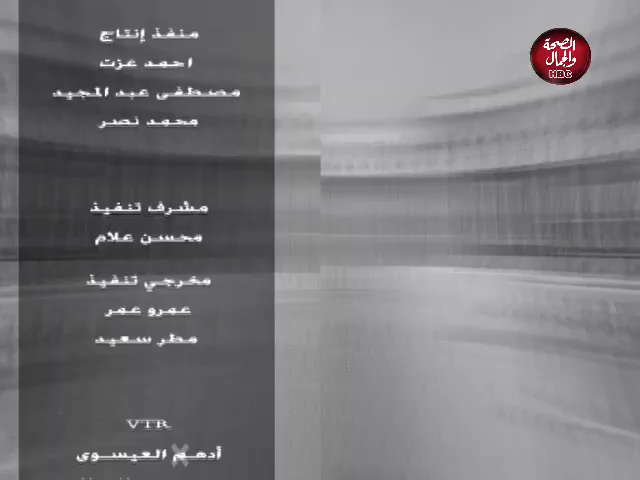 منفذ إنتاج
احمد عزت
مصطفى عبد المجيد
محمد نصر
مشرف تنفيذ
محسن علام
مخرجي تنفيذ
عمرو عمر
مطر سعيد
VTR
أدهم العيسوى
الصحة
والجمال
HBC